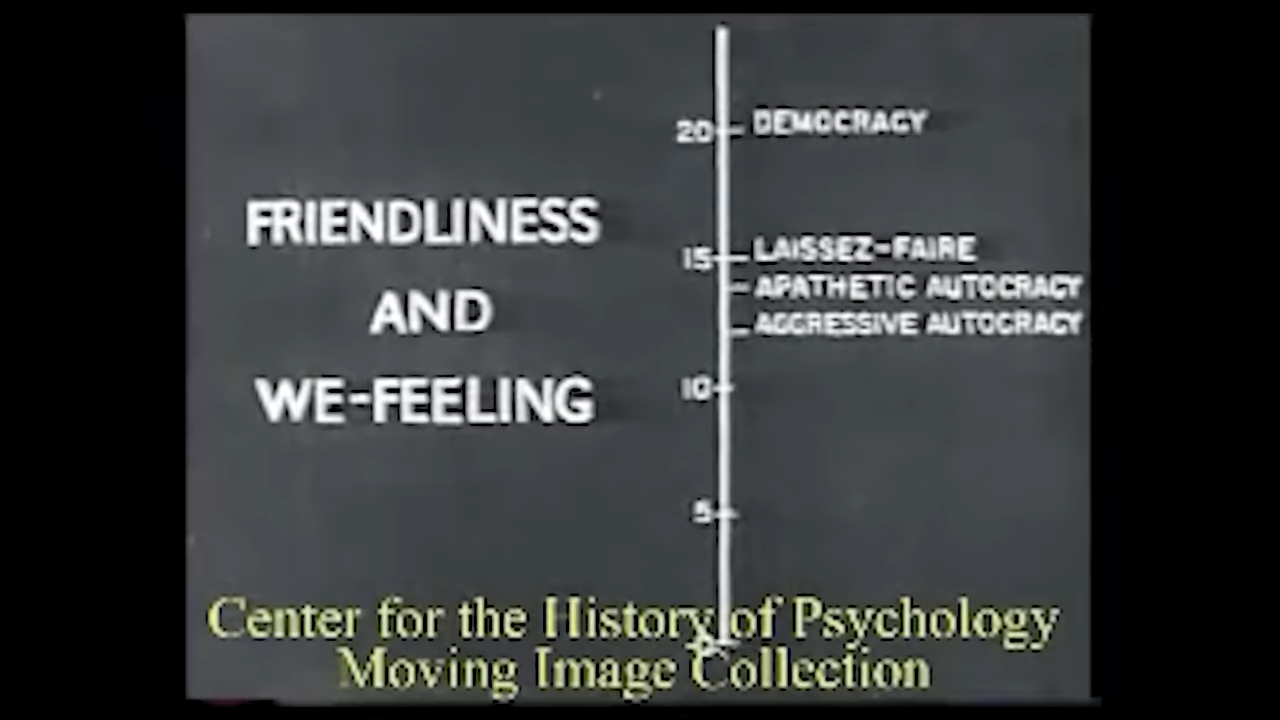 FRIENDLINESS
AND
WE-FEELING
20
DEMOCRACY
15
LAISSEZ-FAIRE
APATHETIC AUTOCRACY
AGGRESSIVE AUTOCRACY
10
5
0
Center for the History of Psychology
Moving Image Collection